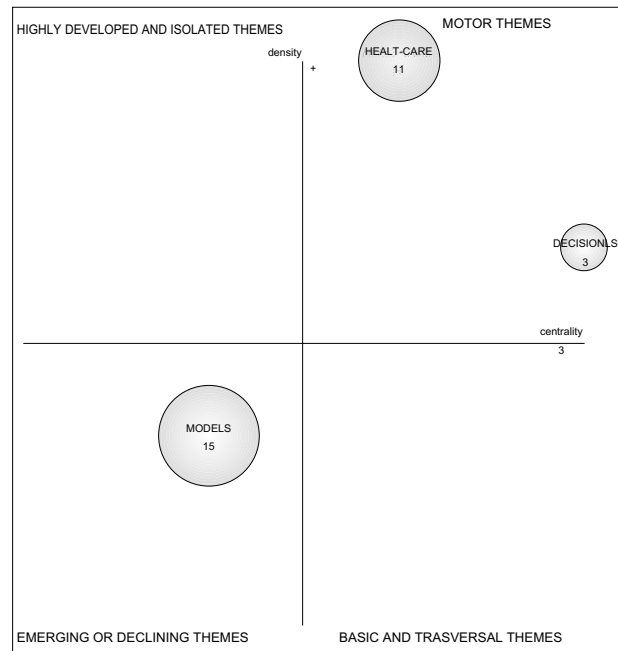 HIGHLY DEVELOPED AND ISOLATED THEMES
MOTOR THEMES
density
+
HEALT-CARE
11
DECISIONLS
3
centrality
3
MODELS
15
EMERGING OR DECLINING THEMES
BASIC AND TRASVERSAL THEMES